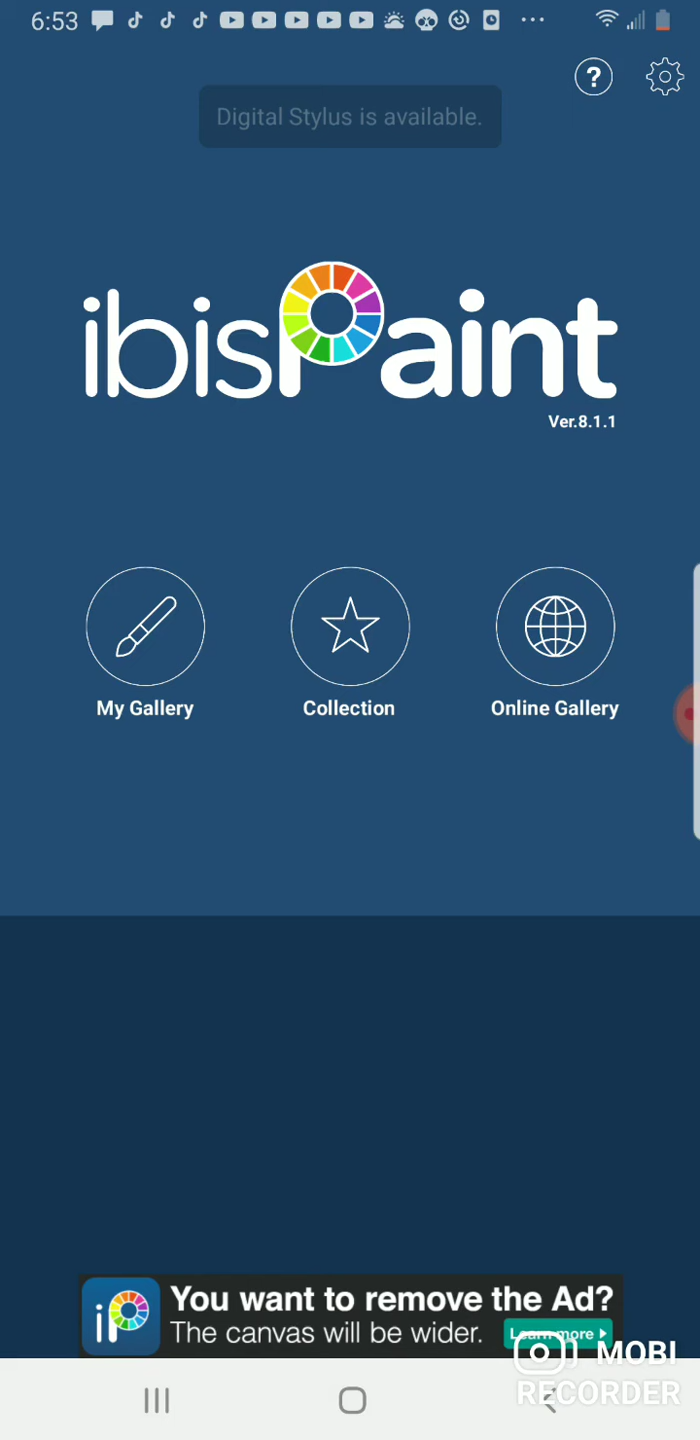 6:53
?
Digital Stylus is available.
ibisPaint
Ver.8.1.1
My Gallery
Collection
Online Gallery
iP
You want to remove the Ad?
The canvas will be wider.
Learn more
MOBI
RECORDER